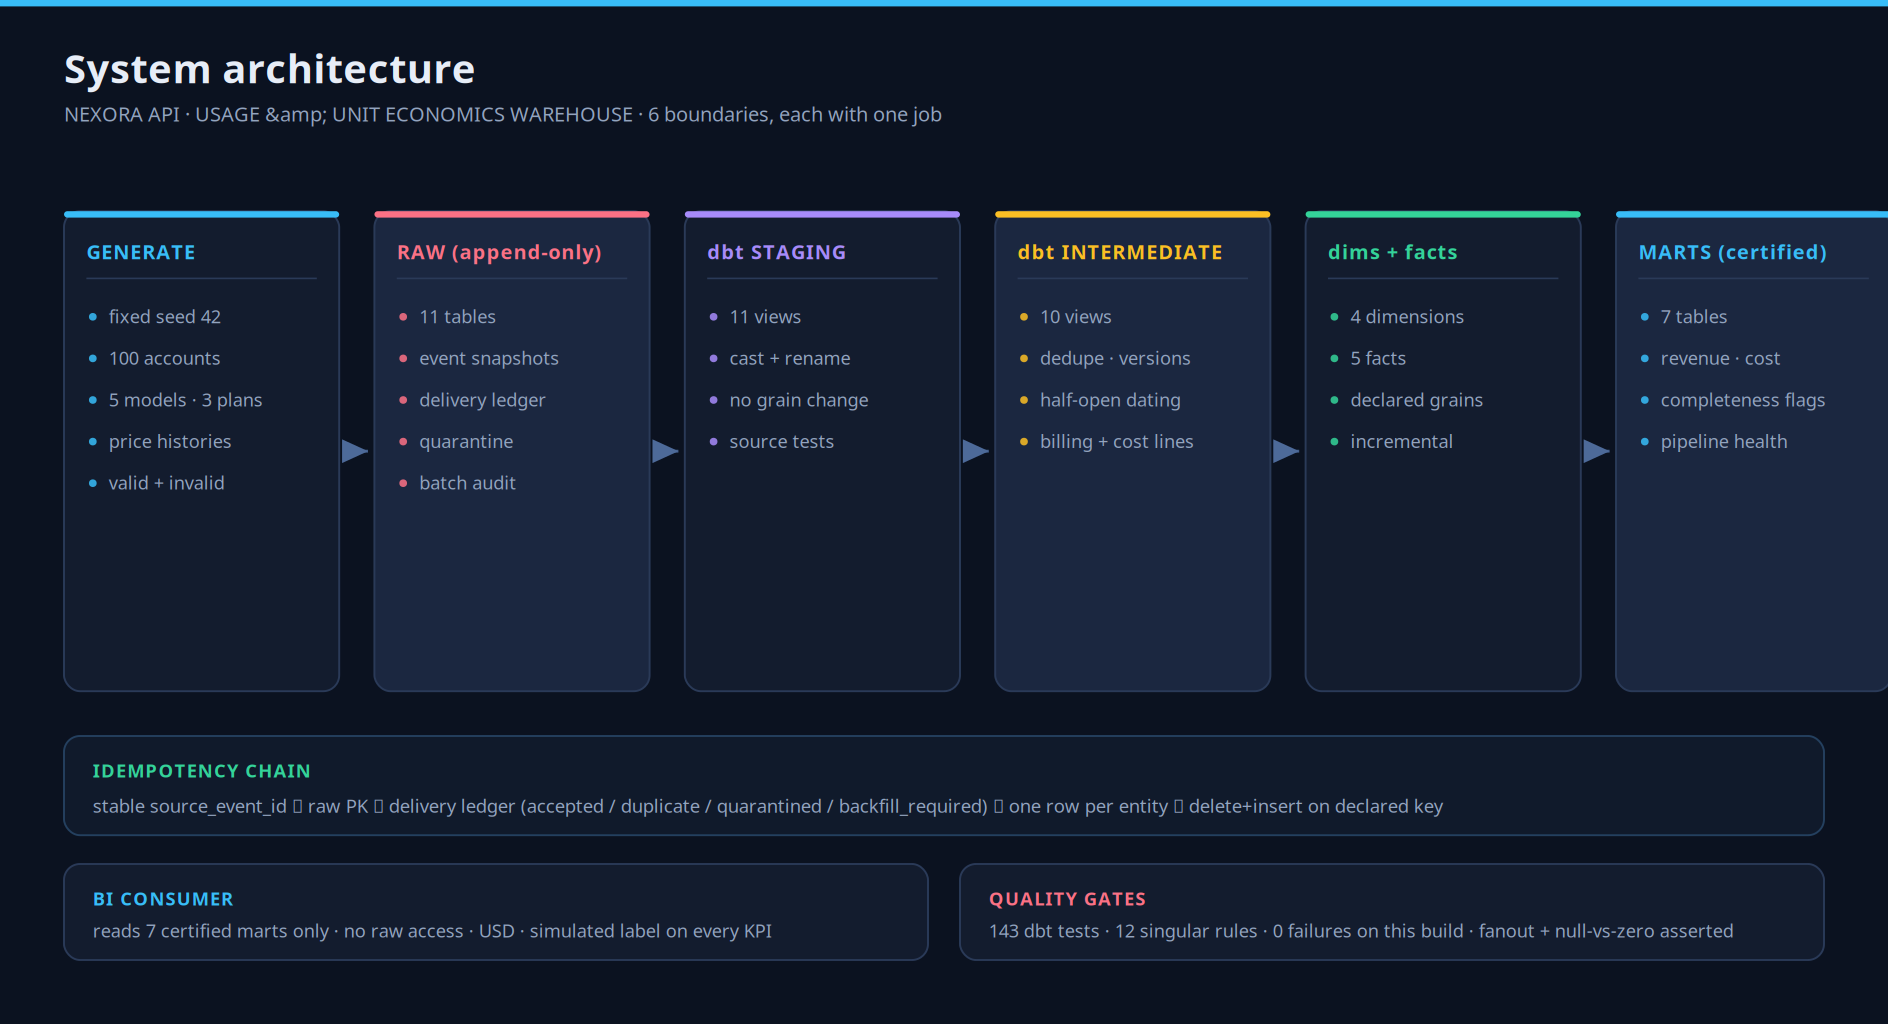 System architecture
NEXORA API · USAGE &amp; UNIT ECONOMICS WAREHOUSE · 6 boundaries, each with one job
GENERATE
fixed seed 42
100 accounts
5 models · 3 plans
price histories
valid + invalid
RAW (append-only)
11 tables
event snapshots
delivery ledger
quarantine
batch audit
dbt STAGING
11 views
cast + rename
no grain change
source tests
dbt INTERMEDIATE
10 views
dedupe · versions
half-open dating
billing + cost lines
dims + facts
4 dimensions
5 facts
declared grains
incremental
MARTS (certified)
7 tables
revenue · cost
completeness flags
pipeline health
IDEMPOTENCY CHAIN
stable source_event_id ▯ raw PK ▯ delivery ledger (accepted / duplicate / quarantined / backfill_required) ▯ one row per entity ▯ delete+insert on declared key
BI CONSUMER
reads 7 certified marts only · no raw access · USD · simulated label on every KPI
QUALITY GATES
143 dbt tests · 12 singular rules · 0 failures on this build · fanout + null-vs-zero asserted